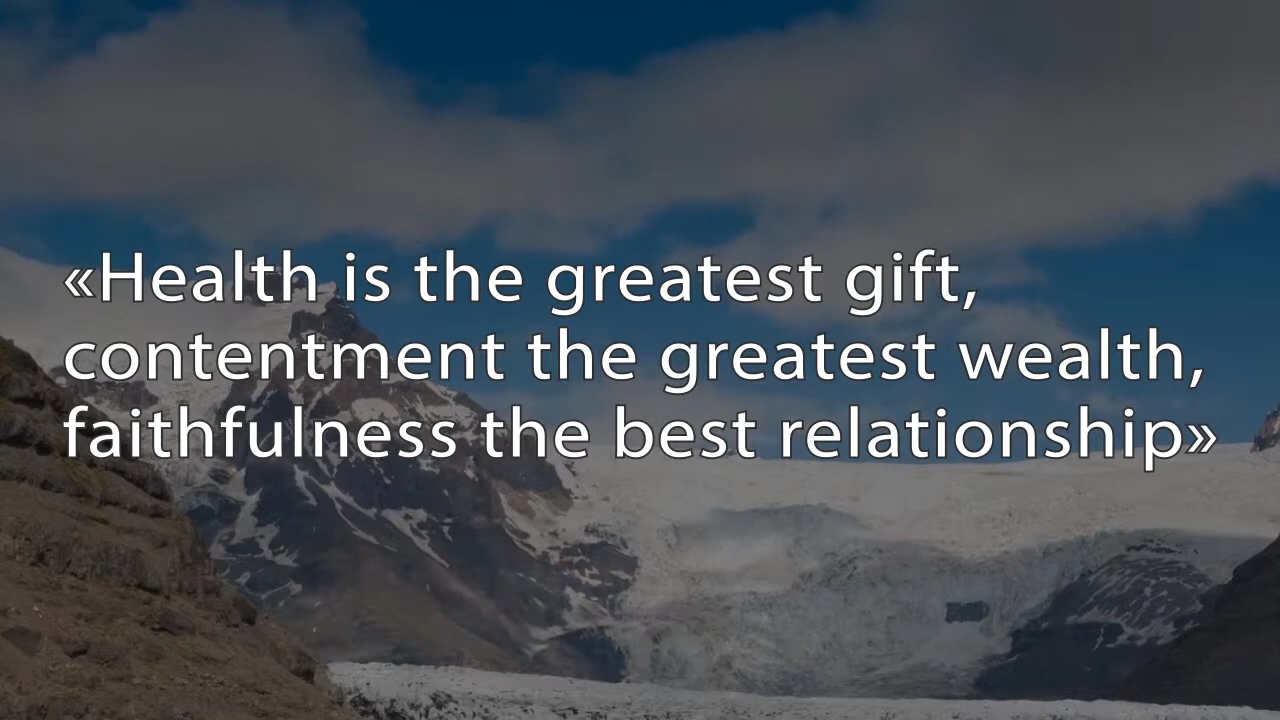 «Health is the greatest gift,
contentment the greatest wealth,
faithfulness the best relationship»